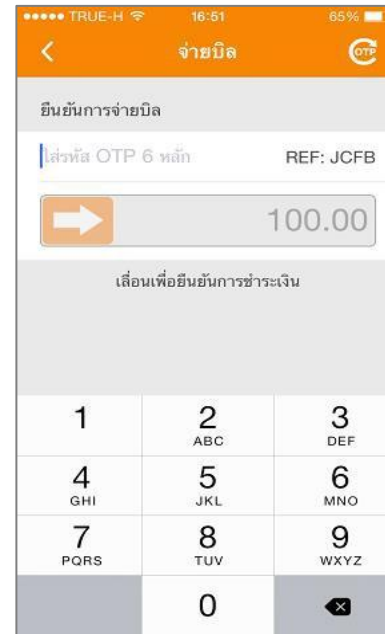 TRUE-H 16:51 65%
จ่ายบิล OTP
ยืนยันการจ่ายบิล
ใส่รหัส OTP 6 หลัก REF: JCFB
100.00
เลื่อนเพื่อยืนยันการชำระเงิน
1 2 3
ABC DEF
4 5 6
GHI JKL MNO
7 8 9
PQRS TUV WXYZ
0